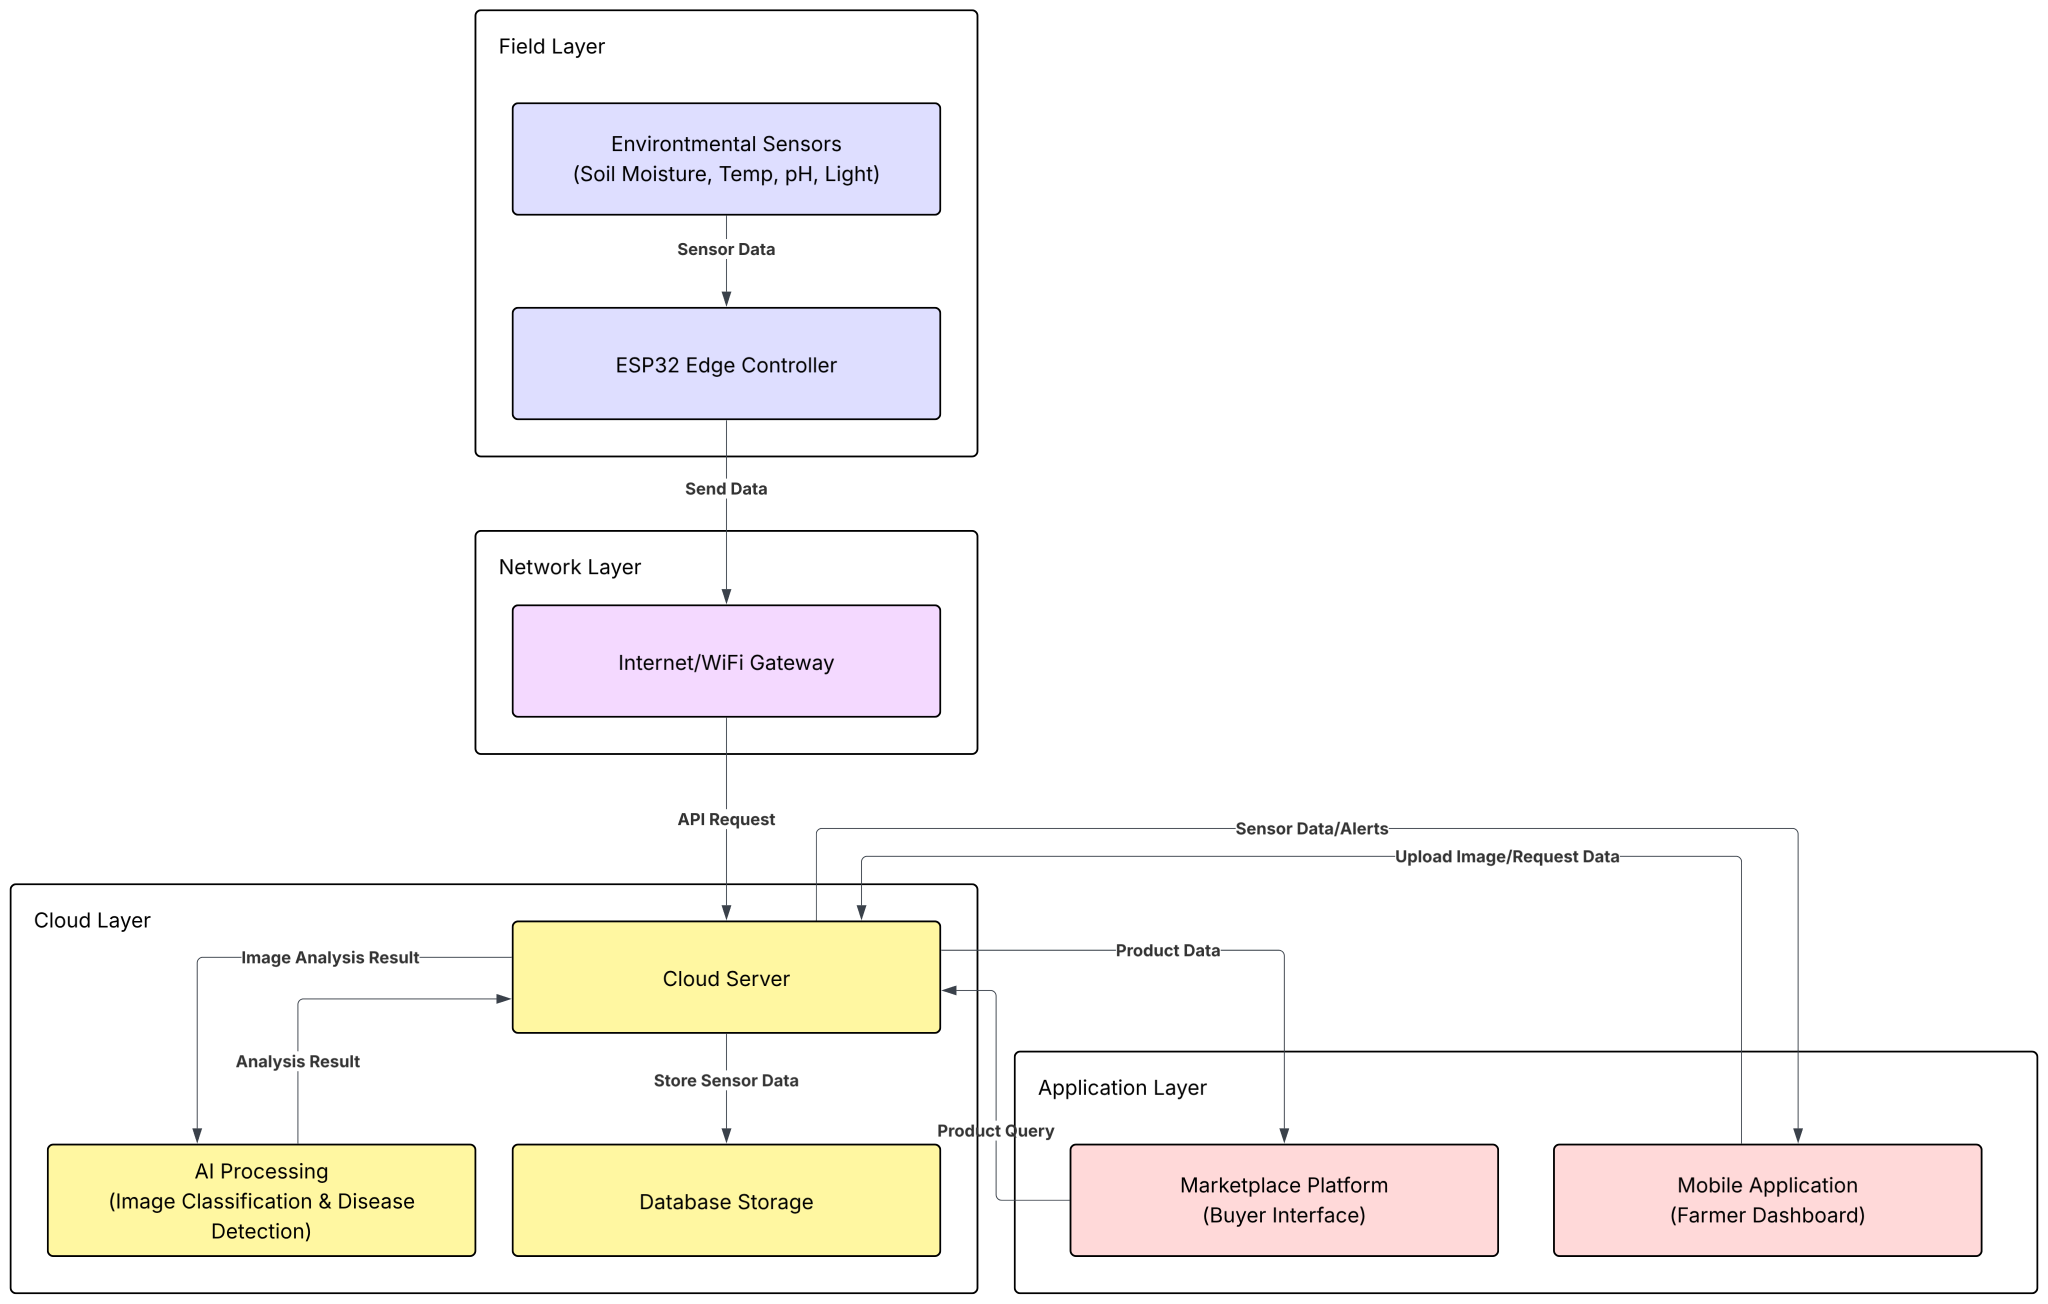 Field Layer
Environtmental Sensors
(Soil Moisture, Temp, pH, Light)
Sensor Data
ESP32 Edge Controller
Send Data
Network Layer
Internet/WiFi Gateway
API Request
Sensor Data/Alerts
Upload Image/Request Data
Cloud Layer
Image Analysis Result
Cloud Server
Product Data
Analysis Result
Store Sensor Data
Application Layer
Product Query
AI Processing
(Image Classification & Disease
Detection)
Database Storage
Marketplace Platform
(Buyer Interface)
Mobile Application
(Farmer Dashboard)